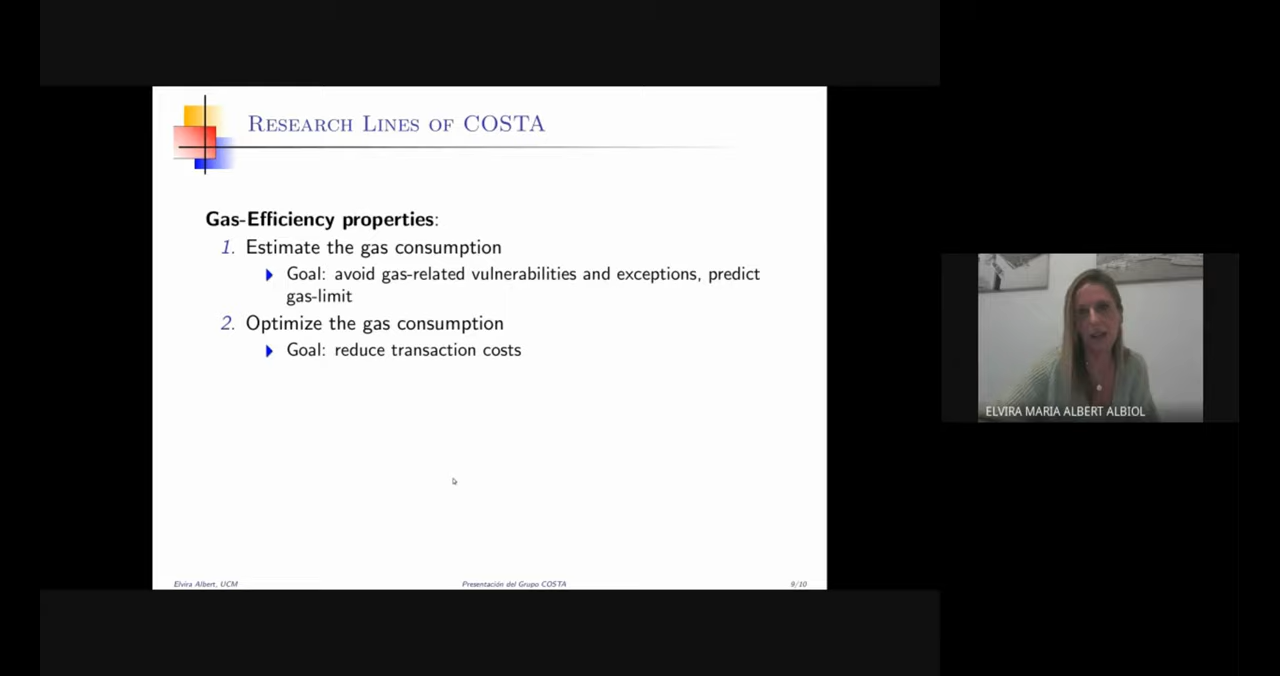 Research Lines of COSTA
Gas-Efficiency properties:
1. Estimate the gas consumption
Goal: avoid gas-related vulnerabilities and exceptions, predict
gas-limit
2. Optimize the gas consumption
Goal: reduce transaction costs
Elvira Albert, UCM
Presentación del Grupo COSTA
9/10
ELVIRA MARIA ALBERT ALBIOL